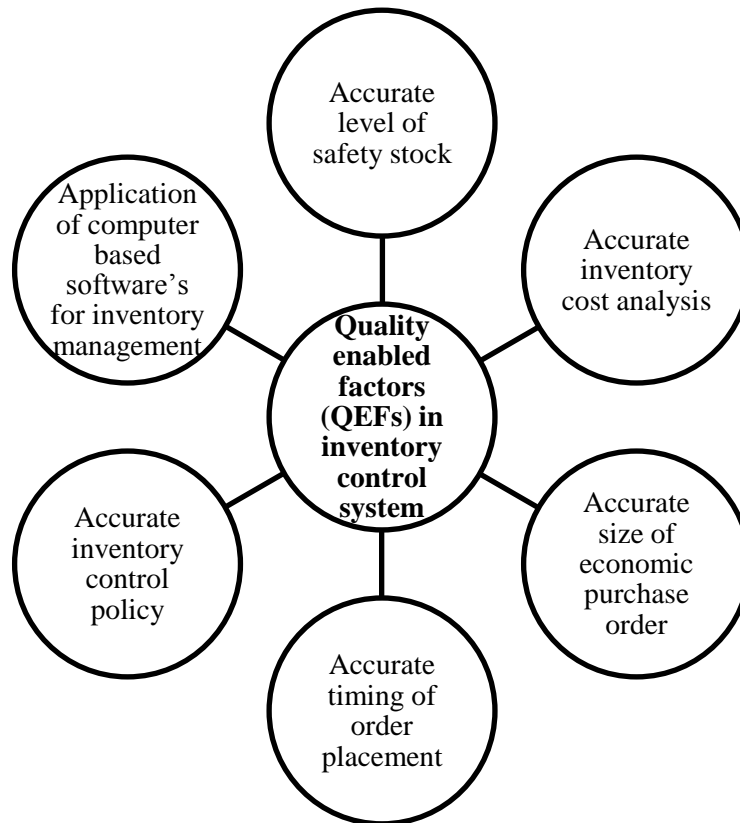 Accurate
level of
safety stock
Application
of computer
based
software's
for inventory
management
Accurate
inventory
cost analysis
Quality
enabled
factors
(QEFs) in
inventory
control
system
Accurate
inventory
control
policy
Accurate
size of
economic
purchase
order
Accurate
timing of
order
placement